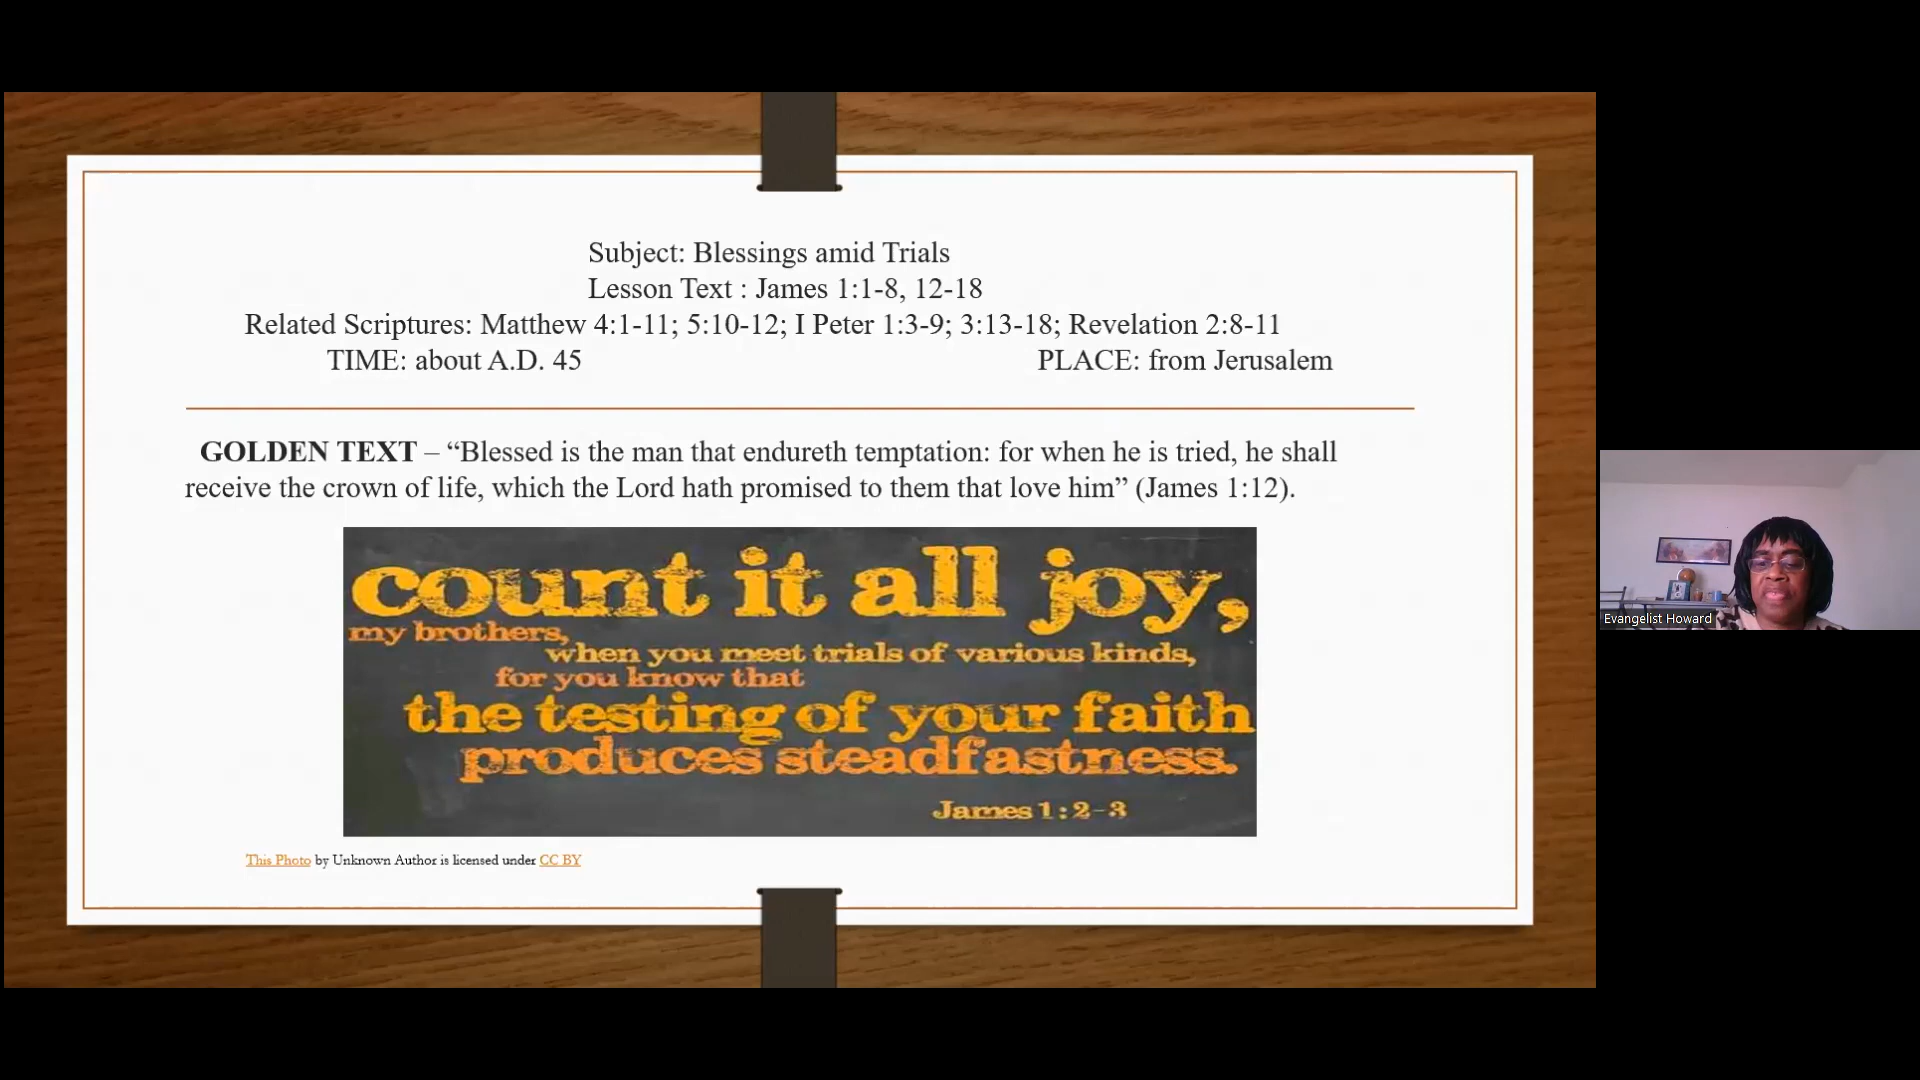 Subject: Blessings amid Trials
Lesson Text : James 1:1-8, 12-18
Related Scriptures: Matthew 4:1-11; 5:10-12; I Peter 1:3-9; 3:13-18; Revelation 2:8-11
TIME: about A.D. 45 PLACE: from Jerusalem
GOLDEN TEXT – “Blessed is the man that endureth temptation: for when he is tried, he shall
receive the crown of life, which the Lord hath promised to them that love him” (James 1:12).
count it all joy,
my brothers,
when you meet trials of various kinds,
for you know that
the testing of your faith
produces steadfastness.
James 1:2-3
This Photo by Unknown Author is licensed under CC BY
Evangelist Howard